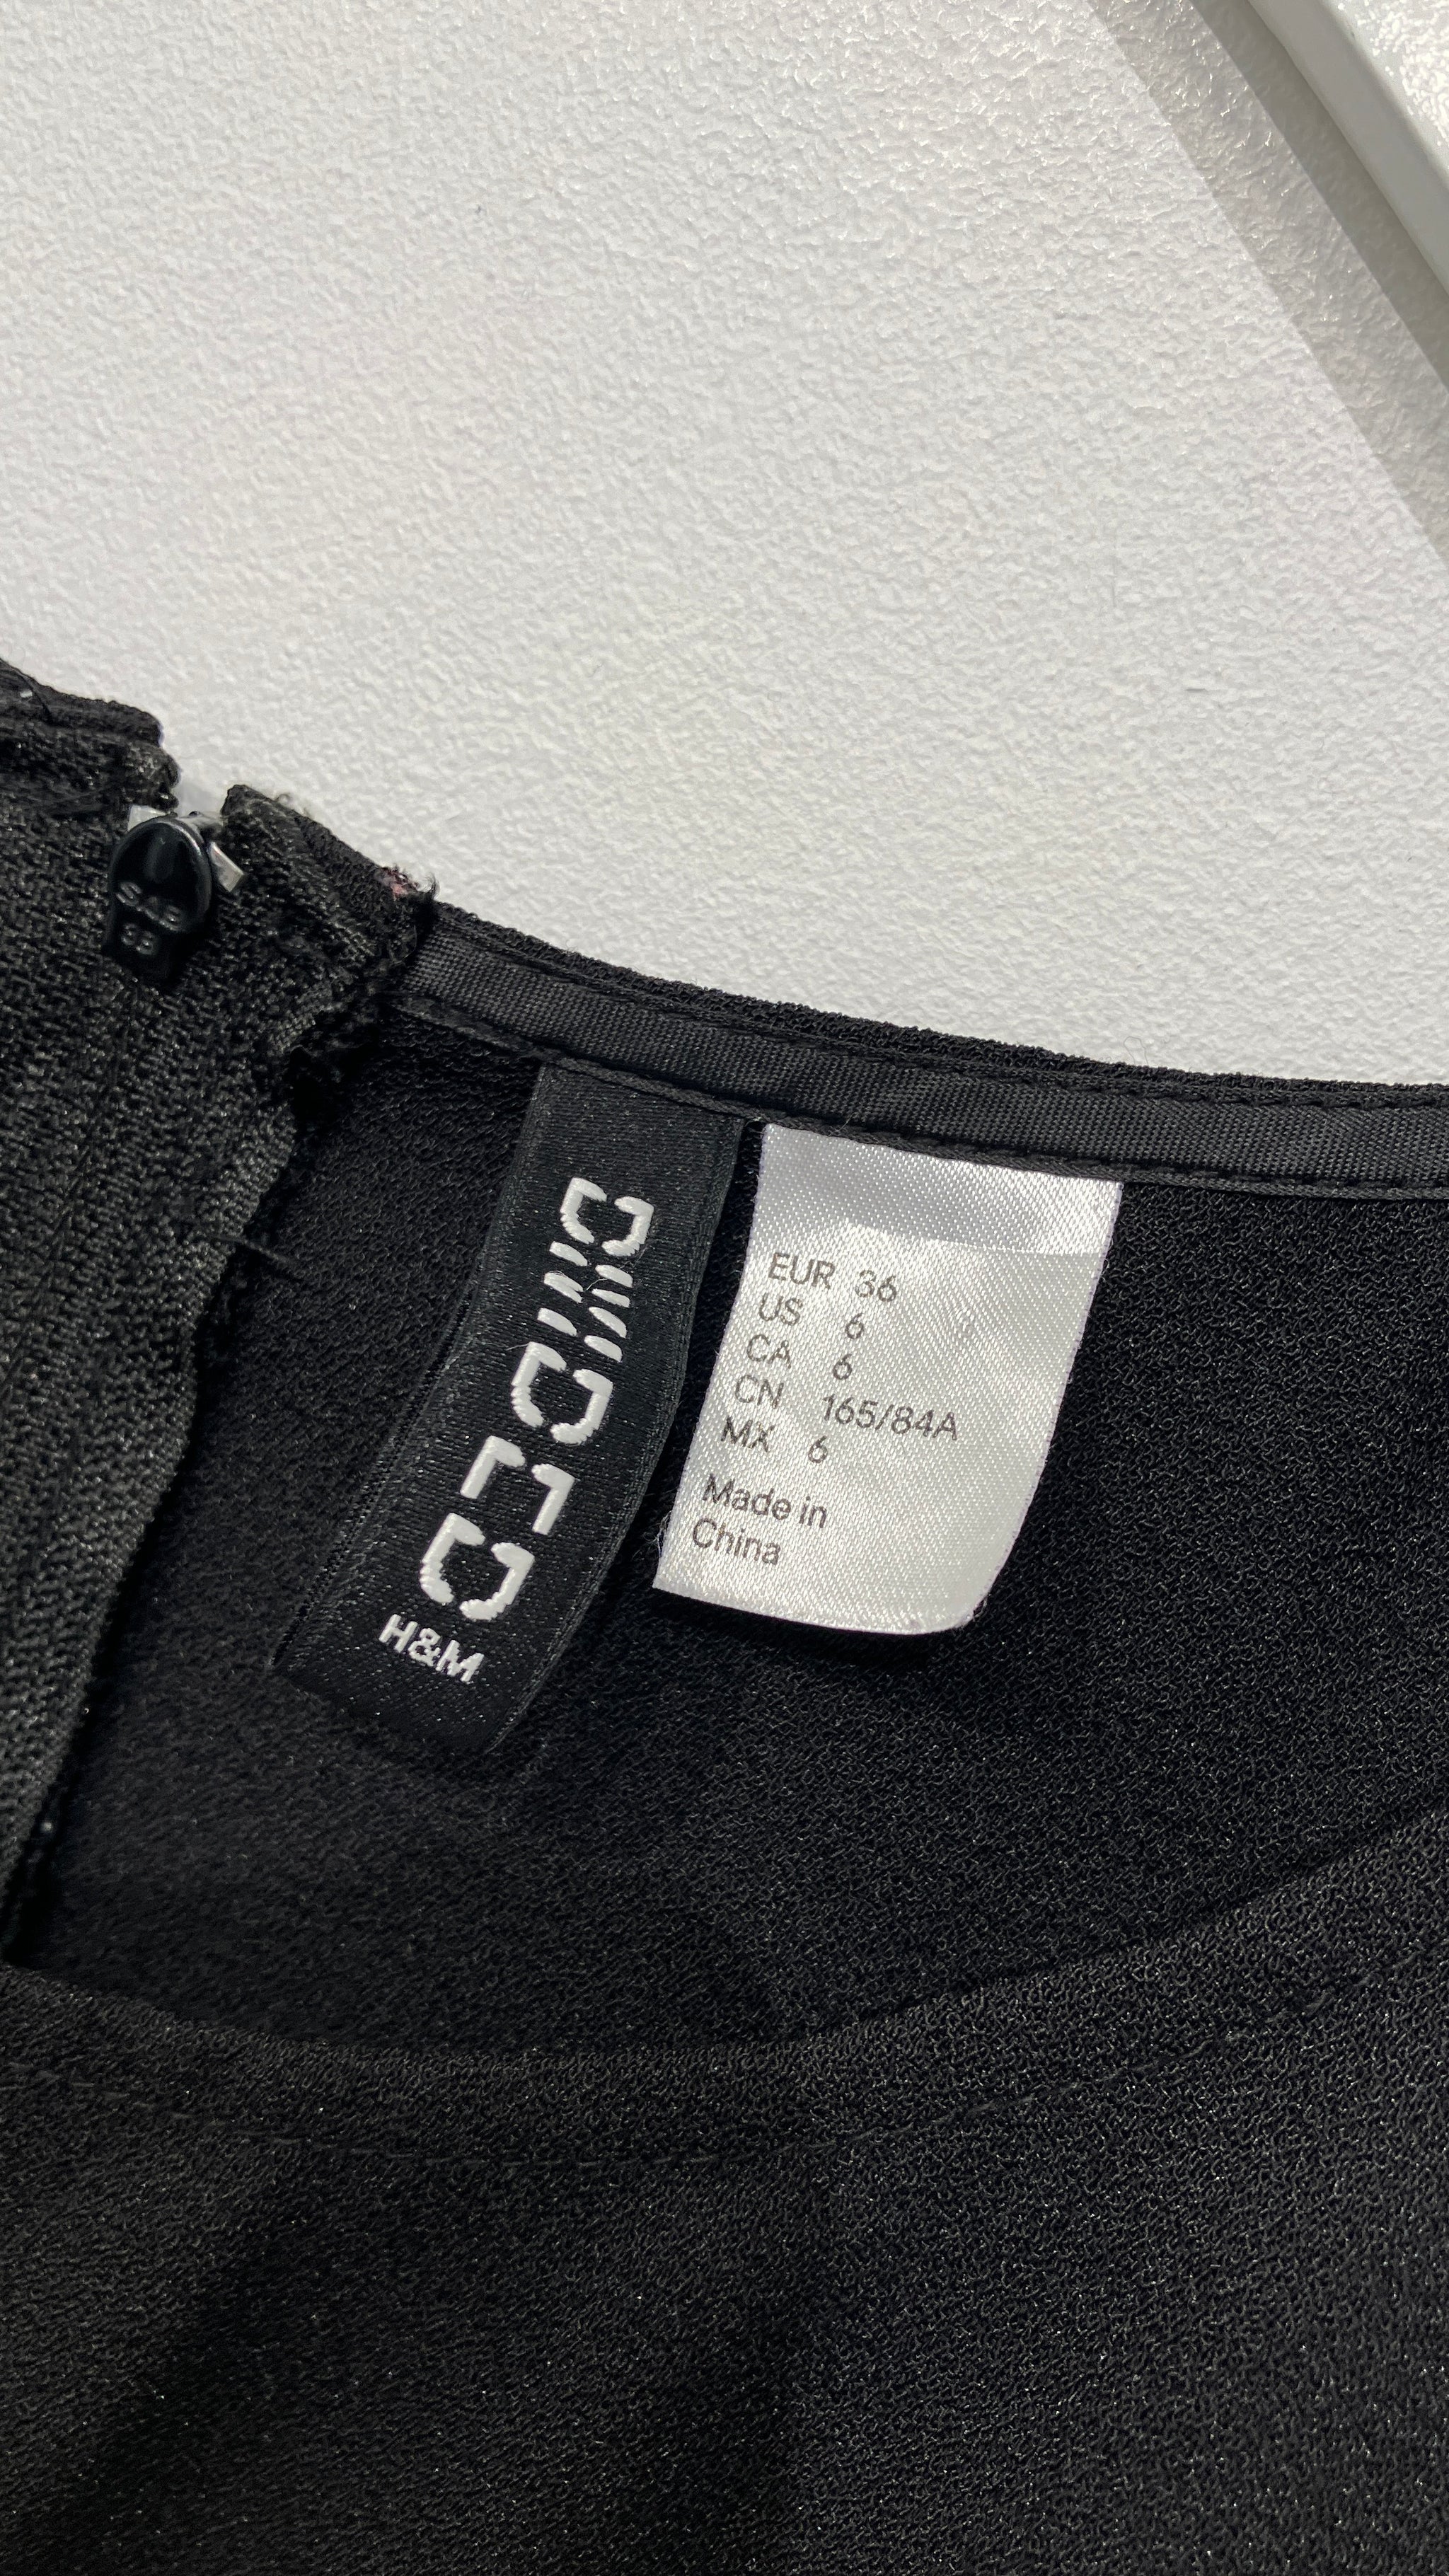 DIVIDED
H&M
EUR 36
US 6
CA 6
CN 165/84A
MX 6
Made in
China